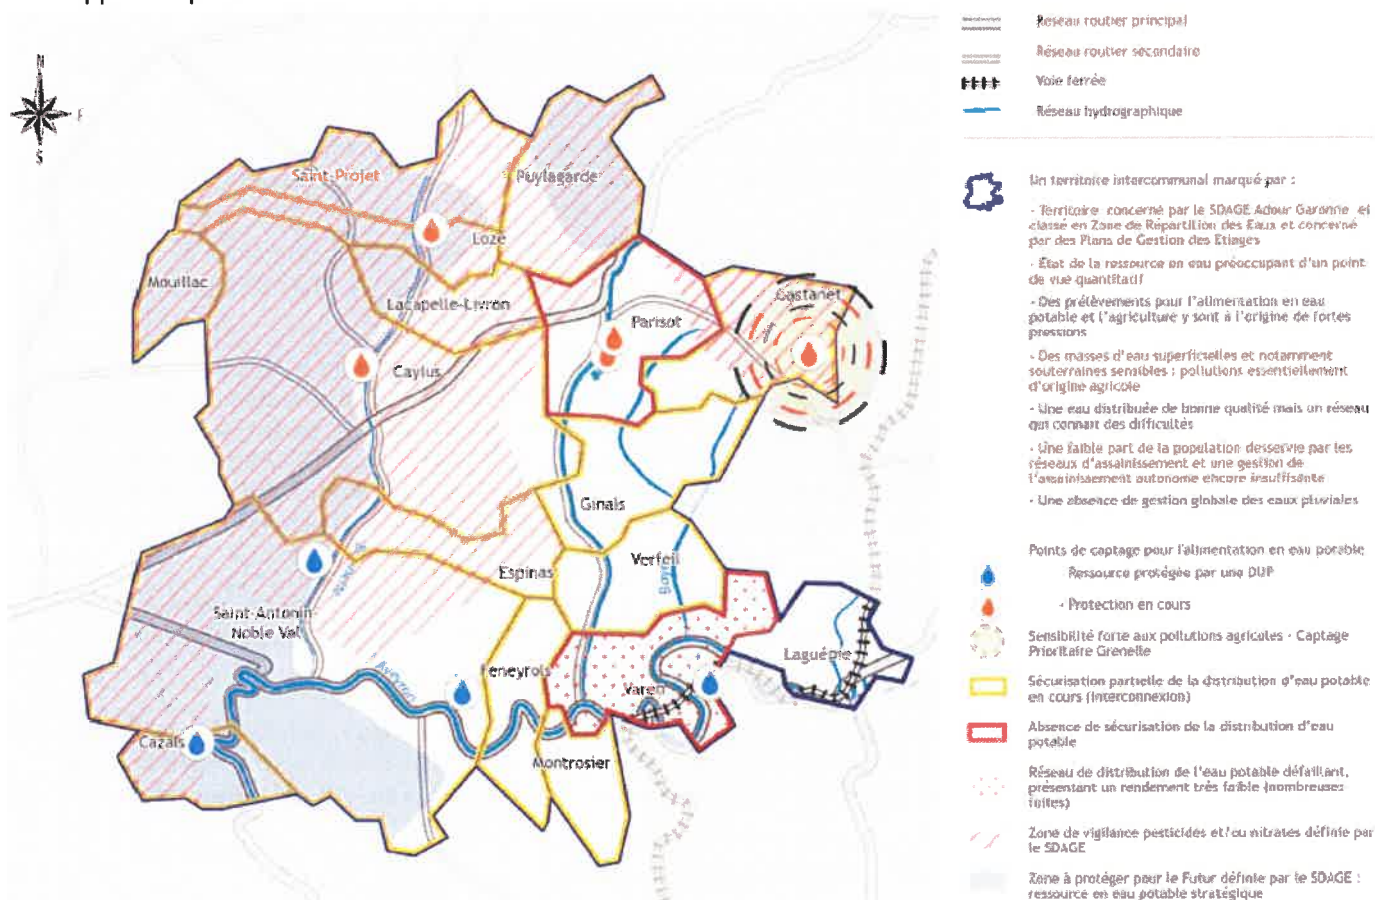 N
S
Saint-Projet
Puylagarde
Loze
Mouillac
Lacapelle-Livron
Castanet
Parisot
Caylus
Ginals
Verfeil
Espinas
Saint-Antonin-
Noble Val
Aveyron
Feneyrols
Varen
Laguépie
Cazals
Montrosier
Réseau routier principal
Réseau routier secondaire
Voie ferrée
Réseau hydrographique
Un territoire intercommunal marqué par :
- Territoire concerné par le SDAGE Adour Garonne et
classé en Zone de Répartition des Eaux et concerné
par des Plans de Gestion des Etiages
- Etat de la ressource en eau préoccupant d'un point
de vue quantitatif
- Des prélèvements pour l'alimentation en eau
potable et l'agriculture y sont à l'origine de fortes
pressions
- Des masses d'eau superficielles et notamment
souterraines sensibles : pollutions essentiellement
d'origine agricole
- Une eau distribuée de bonne qualité mais un réseau
qui connait des difficultés
- Une faible part de la population desservie par les
réseaux d'assainissement et une gestion de
l'assainissement autonome encore insuffisante
- Une absence de gestion globale des eaux pluviales
Points de captage pour l'alimentation en eau potable
Ressource protégée par une DUP
- Protection en cours
Sensibilité forte aux pollutions agricoles - Captage
Prioritaire Grenelle
Sécurisation partielle de la distribution d'eau potable
en cours (interconnexion)
Absence de sécurisation de la distribution d'eau
potable
Réseau de distribution de l'eau potable défaillant,
présentant un rendement très faible (nombreuses
fuites)
Zone de vigilance pesticides et/ou nitrates définie par
le SDAGE
Zone à protéger pour le Futur définie par le SDAGE :
ressource en eau potable stratégique